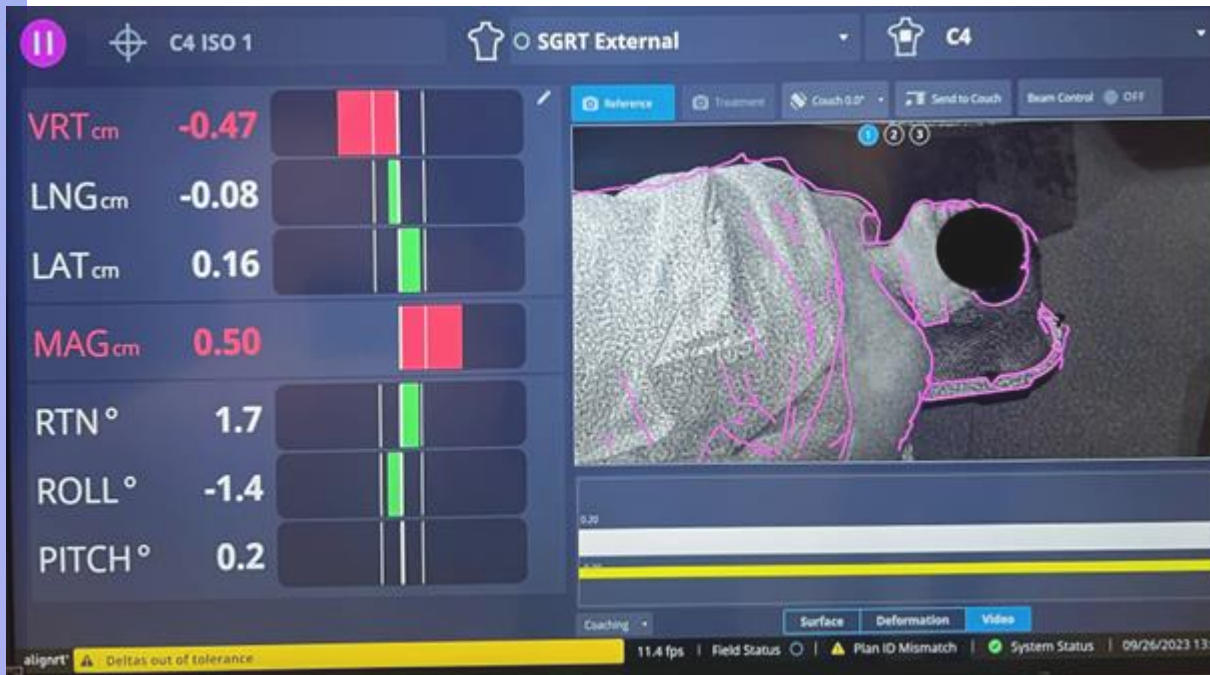 C4 ISO 1
SGRT External
C4
VRT cm -0.47
LNG cm -0.08
LAT cm 0.16
MAG cm 0.50
RTN° 1.7
ROLL° -1.4
PITCH° 0.2
Reference
Treatment
Couch 0.0°
Send to Couch
Beam Control
OFF
1 2 3
0.20
Coaching
Surface
Deformation
Video
alignrt
Deltas out of tolerance
11.4 fps
Field Status
Plan ID Mismatch
System Status
09/26/2023 13: